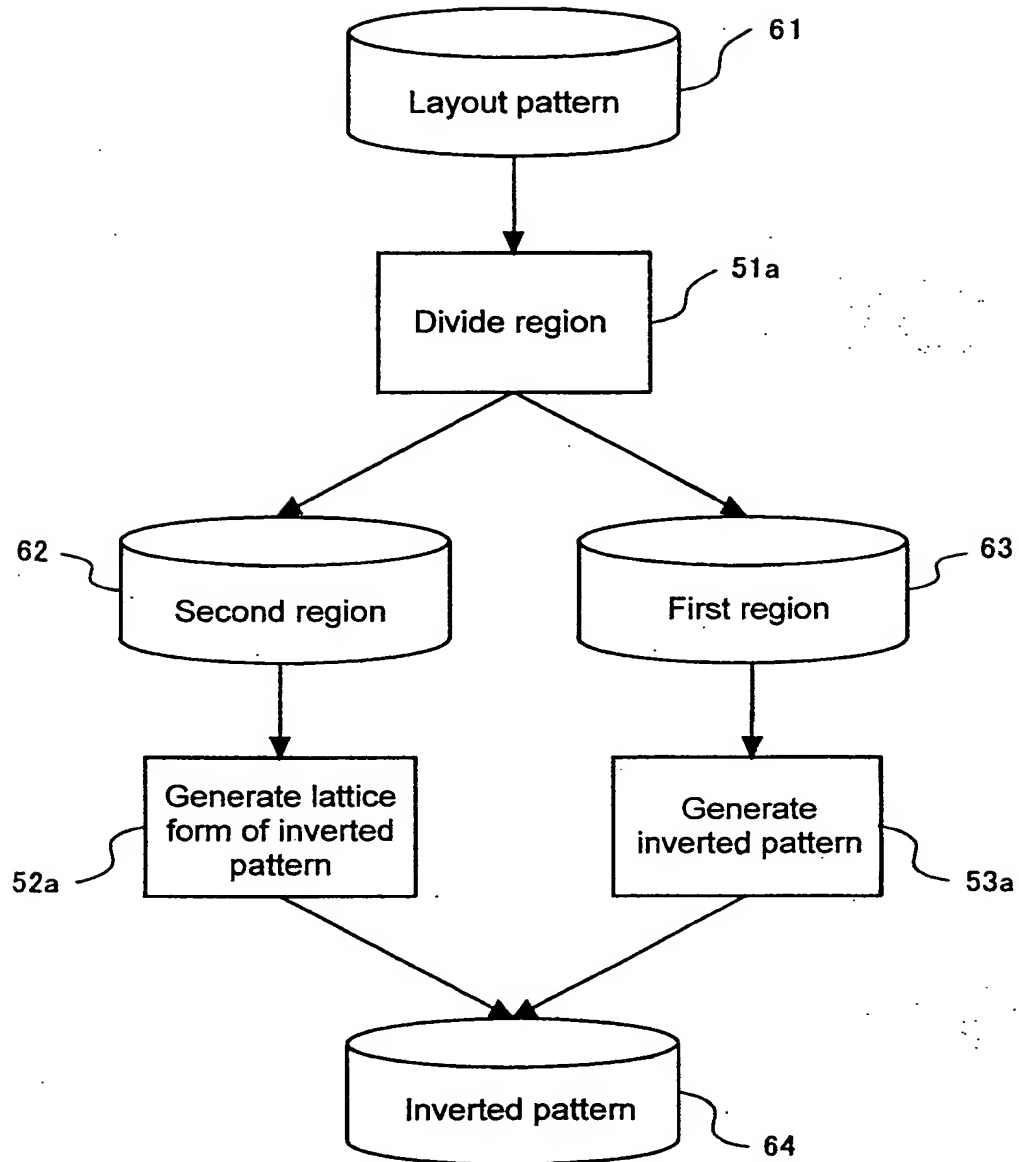 61
Layout pattern
51a
Divide region
62
63
Second region
First region
Generate lattice
form of inverted
pattern
Generate
inverted pattern
52a
53a
Inverted pattern
64